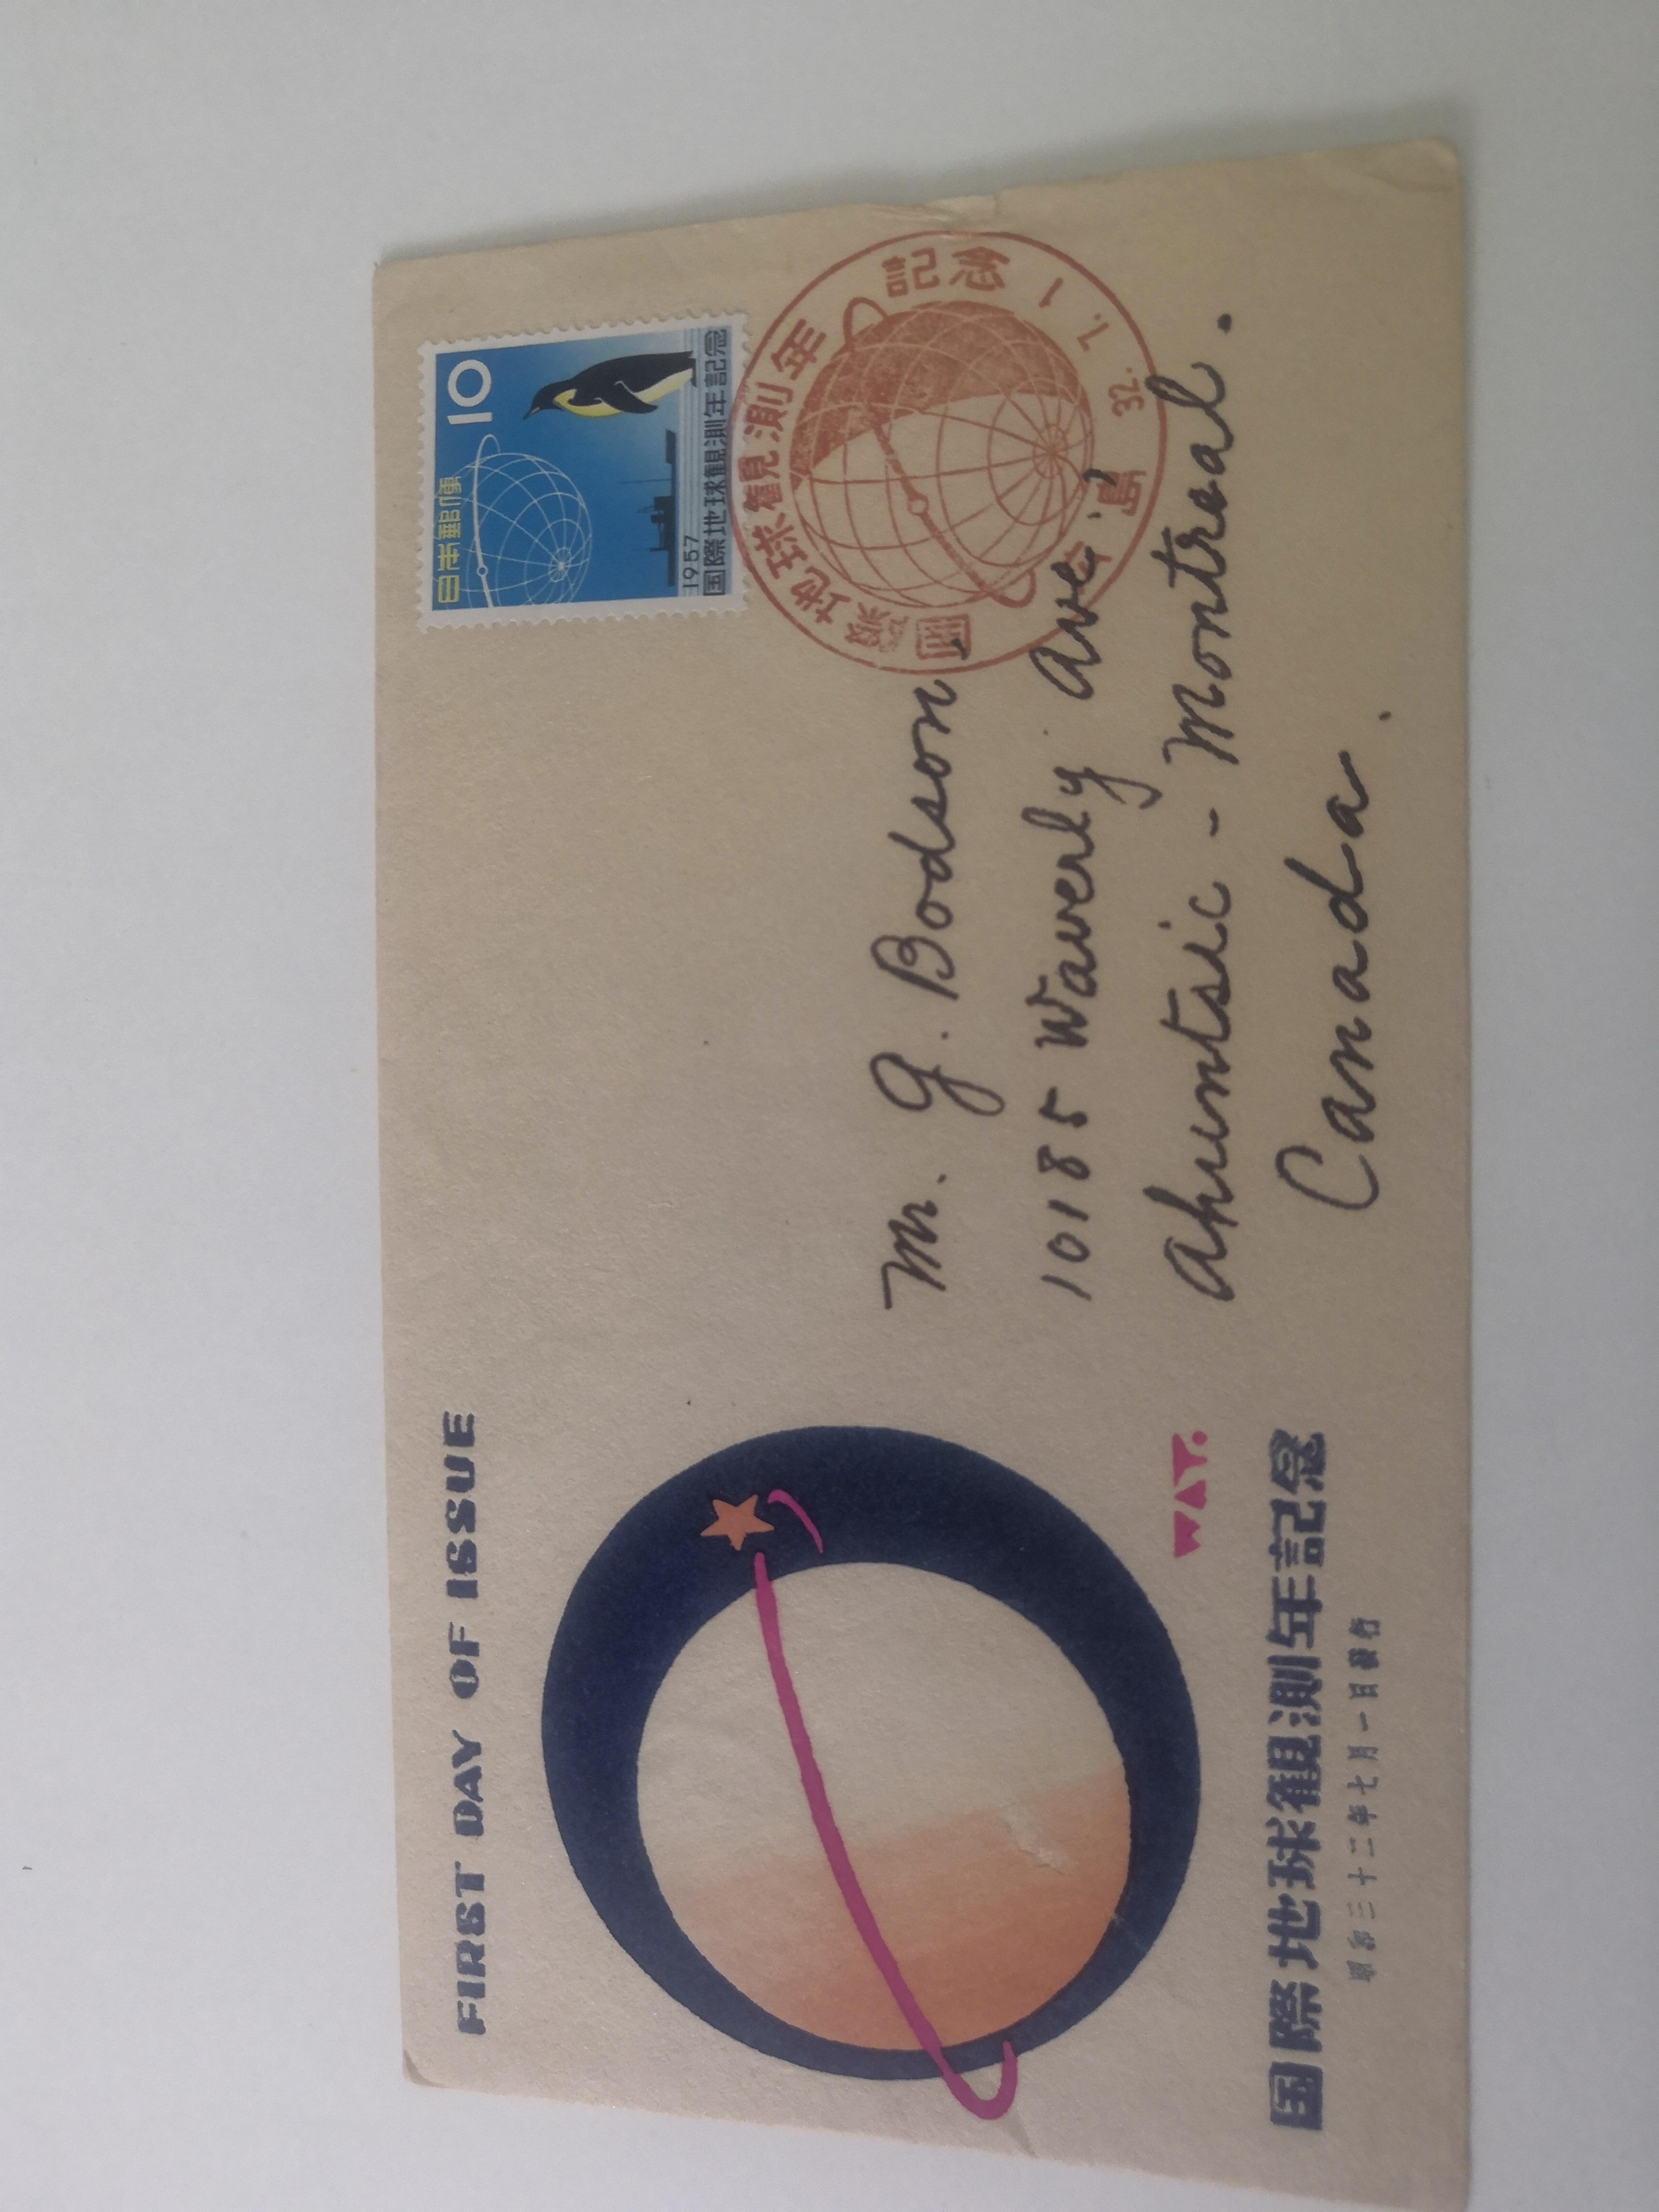 FIRST DAY OF ISSUE
日本郵便
10
1957
国際地球観測年記念
国際地球観測年 記念
32. 7. 1
Mr. G. Bodson,
10185 Waverly Ave.,
Ahuntsic - Montreal.
Canada.
WAY.
国際地球観測年記念
昭和三十二年七月一日発行